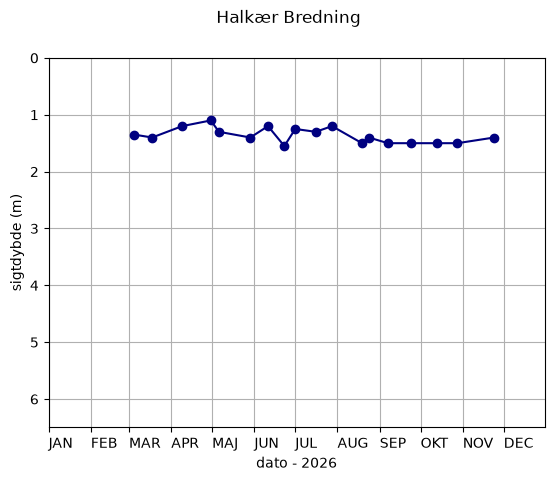 Halkær Bredning
0
1
2
3
4
5
6
sigtdybde (m)
JAN FEB MAR APR MAJ JUN JUL AUG SEP OKT NOV DEC
dato - 2026